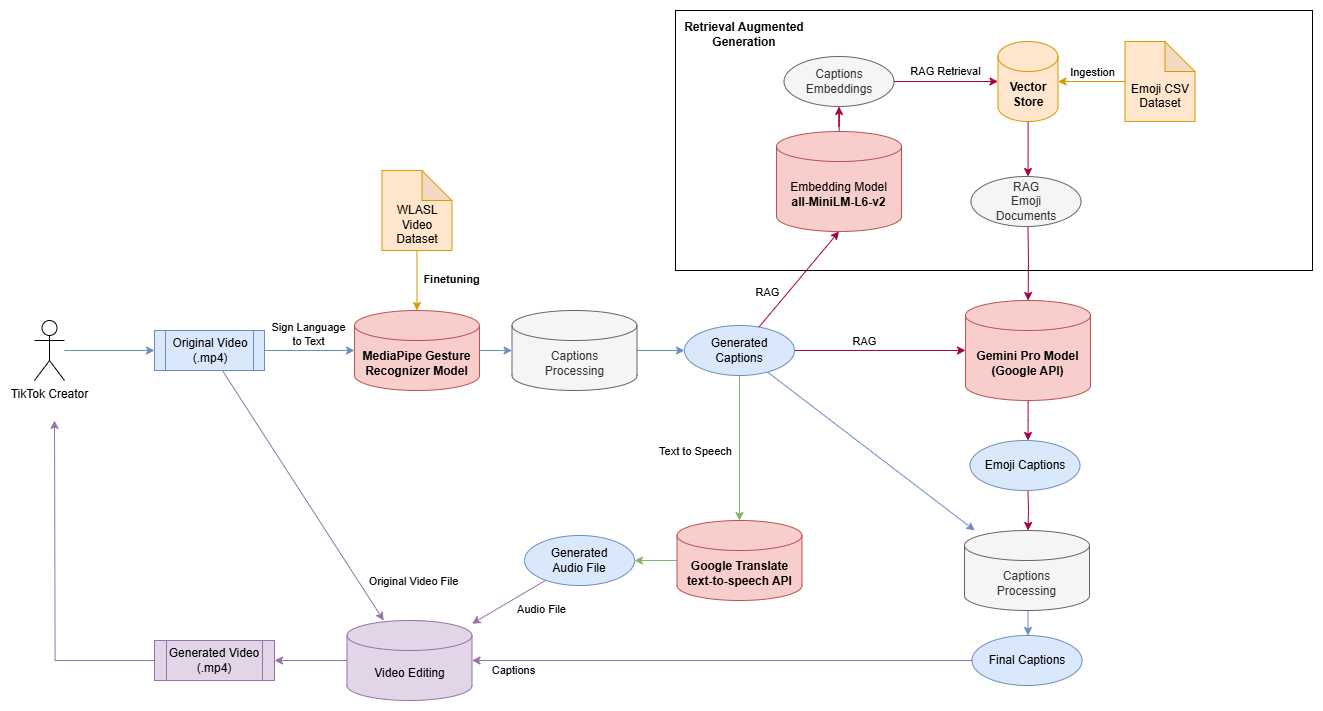 Retrieval Augmented
Generation
Captions
Embeddings
RAG Retrieval
Vector
Store
Ingestion
Emoji CSV
Dataset
Embedding Model
all-MiniLM-L6-v2
RAG
Emoji
Documents
WLASL
Video
Dataset
Finetuning
RAG
TikTok Creator
Original Video
(.mp4)
Sign Language
to Text
MediaPipe Gesture
Recognizer Model
Captions
Processing
Generated
Captions
RAG
Gemini Pro Model
(Google API)
Text to Speech
Emoji Captions
Generated
Audio File
Google Translate
text-to-speech API
Captions
Processing
Original Video File
Audio File
Generated Video
(.mp4)
Video Editing
Captions
Final Captions